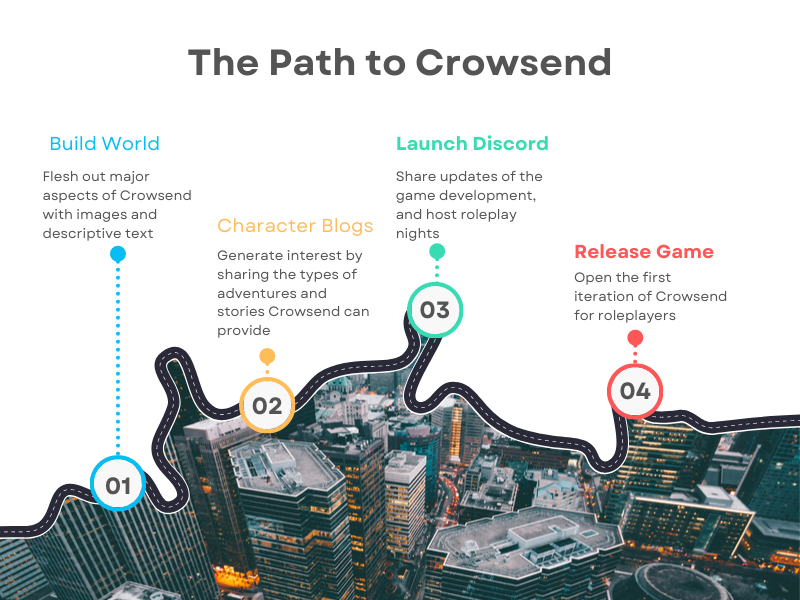 The Path to Crowsend
Build World
Flesh out major
aspects of Crowsend
with images and
descriptive text
01
Character Blogs
Generate interest by
sharing the types of
adventures and
stories Crowsend can
provide
02
Launch Discord
Share updates of the
game development,
and host roleplay
nights
03
Release Game
Open the first
iteration of Crowsend
for roleplayers
04